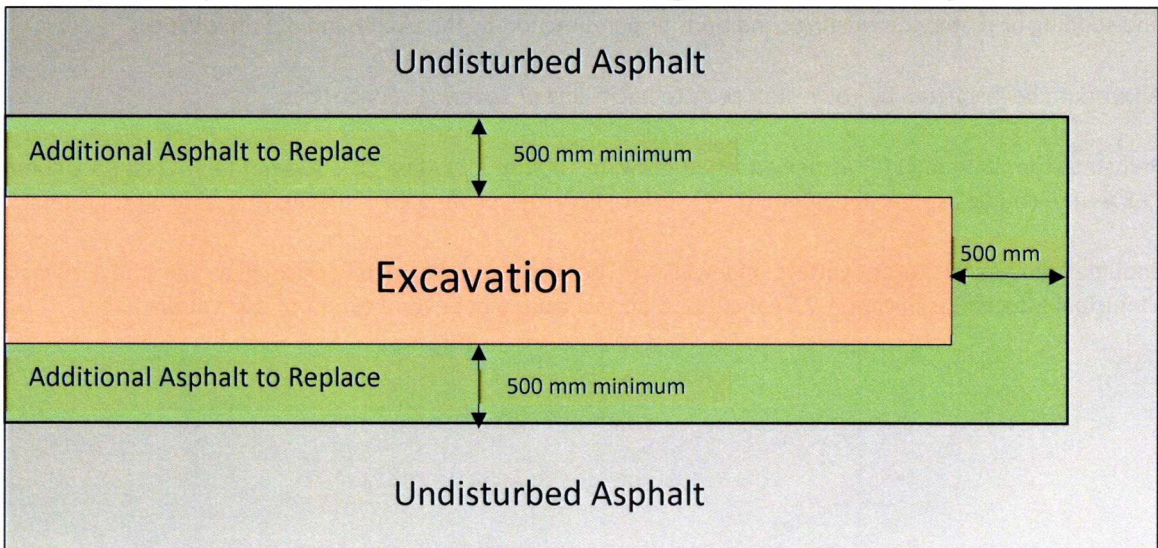 Undisturbed Asphalt
Additional Asphalt to Replace
500 mm minimum
500 mm
Excavation
Additional Asphalt to Replace
500 mm minimum
Undisturbed Asphalt